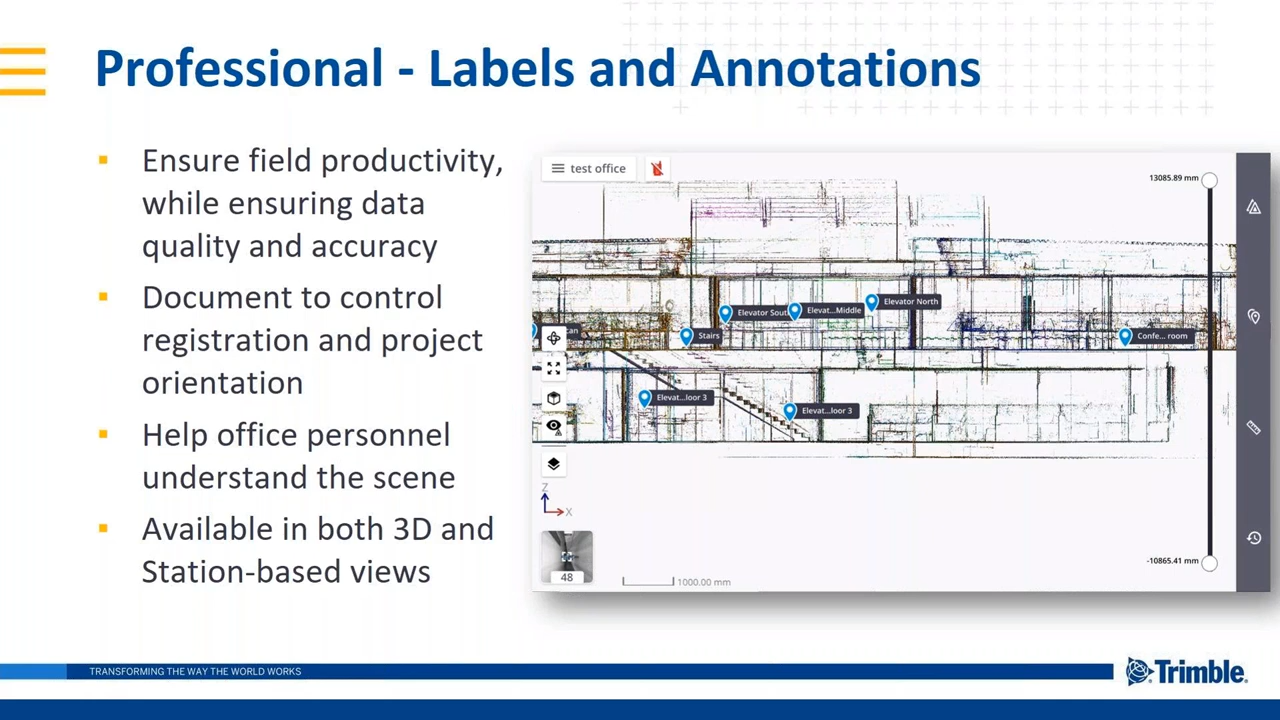 Professional - Labels and Annotations
Ensure field productivity,
while ensuring data
quality and accuracy
Document to control
registration and project
orientation
Help office personnel
understand the scene
Available in both 3D and
Station-based views
test office
13085.89 mm
Elevator North
Elevator Sout
Elevat...Middle
Stairs
Confe... room
Elevat...loor 3
Elevat...loor 3
Z
X
-10865.41 mm
48
1000.00 mm
TRANSFORMING THE WAY THE WORLD WORKS
Trimble